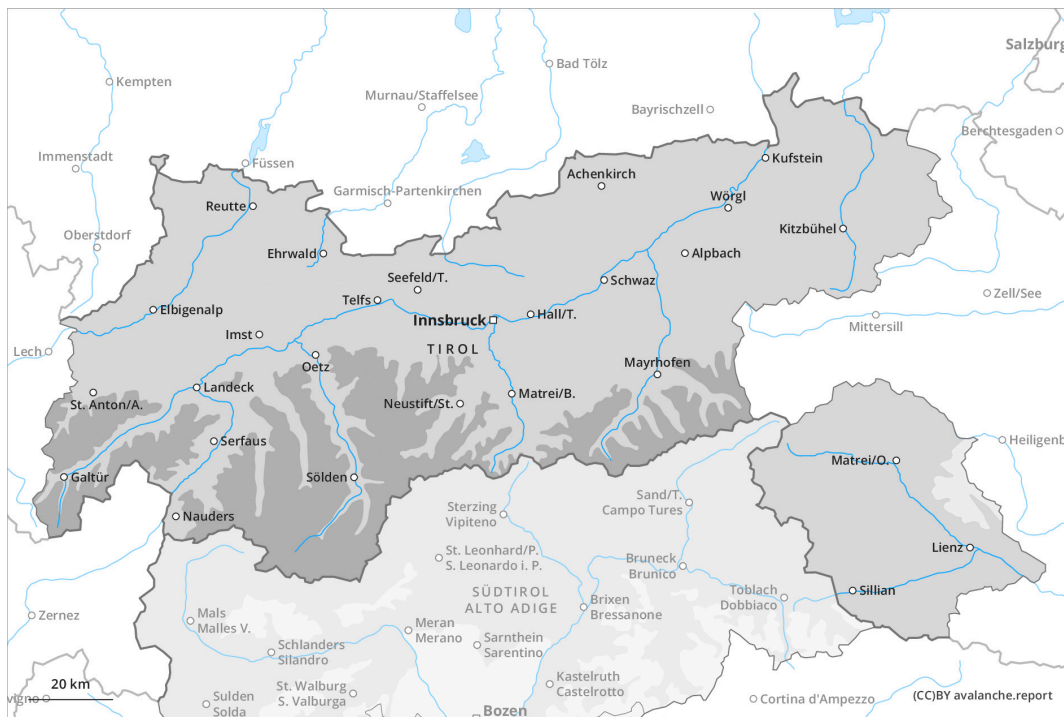 Salzburg
Kempten
Bad Tölz
Murnau/Staffelsee
Bayrischzell
Berchtesgaden
Immenstadt
Füssen
Kufstein
Garmisch-Partenkirchen
Achenkirch
Reutte
Wörgl
Oberstdorf
Kitzbühel
Ehrwald
Alpbach
Seefeld/T.
Schwaz
Zell/See
Telfs
Elbigenalp
Innsbruck
Hall/T.
Mittersill
Imst
TIROL
Lech
Oetz
Mayrhofen
Landeck
St. Anton/A.
Neustift/St.
Matrei/B.
Serfaus
Heiligenb
Matrei/O.
Galtür
Sölden
Sand/T.
Campo Tures
Nauders
Sterzing
Vipiteno
Lienz
St. Leonhard/P.
S. Leonardo i. P.
Bruneck
Brunico
SÜDTIROL
ALTO ADIGE
Toblach
Dobbiaco
Sillian
Zernez
Mals
Malles V.
Brixen
Bressanone
Meran
Merano
Schlanders
Silandro
Sarnthein
Sarentino
Kastelruth
Castelrotto
20 km
vigno
St. Walburg
S. Valburga
Sulden
Solda
Cortina d'Ampezzo
(CC)BY avalanche.report
Bozen